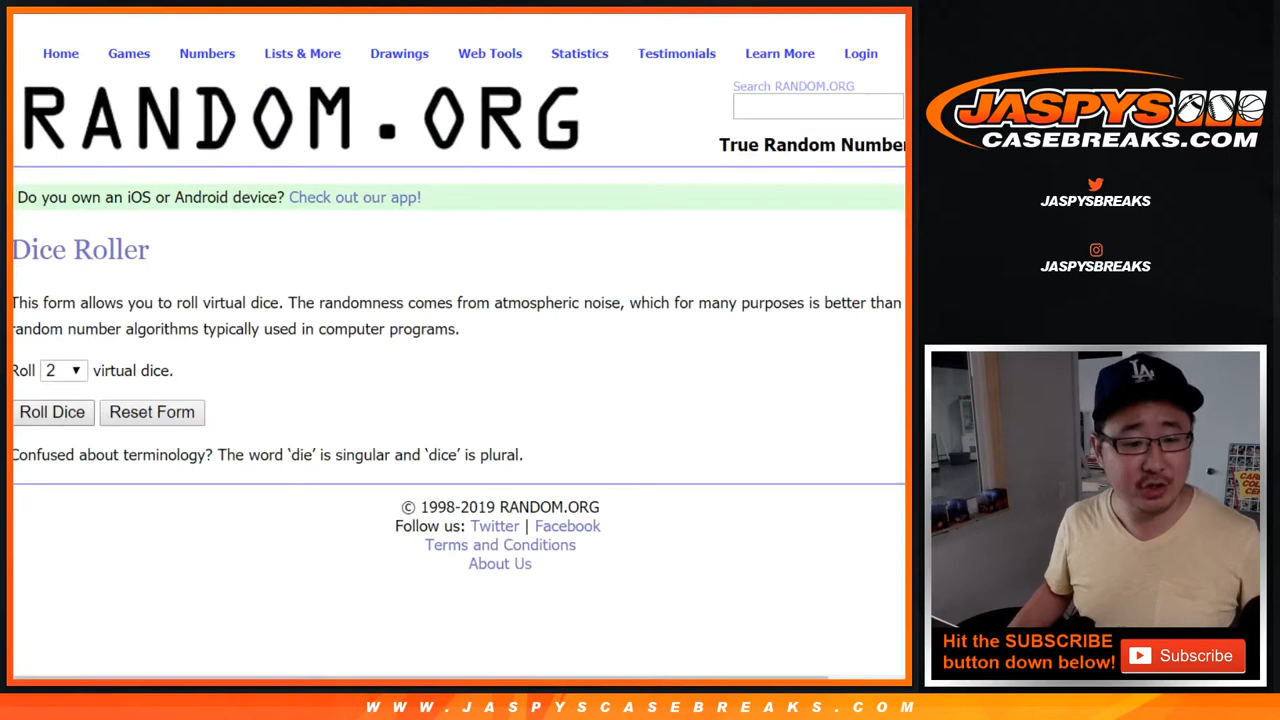 Home Games Numbers Lists & More Drawings Web Tools Statistics Testimonials Learn More Login
RANDOM.ORG
Search RANDOM.ORG
True Random Number
Do you own an iOS or Android device? Check out our app!
Dice Roller
This form allows you to roll virtual dice. The randomness comes from atmospheric noise, which for many purposes is better than
random number algorithms typically used in computer programs.
Roll 2 virtual dice.
Roll Dice Reset Form
Confused about terminology? The word ‘die’ is singular and ‘dice’ is plural.
© 1998-2019 RANDOM.ORG
Follow us: Twitter | Facebook
Terms and Conditions
About Us
JASPYS
CASEBREAKS.COM
JASPYSBREAKS
JASPYSBREAKS
LA
Hit the SUBSCRIBE
button down below!
Subscribe
WWW.JASPYSCASEBREAKS.COM